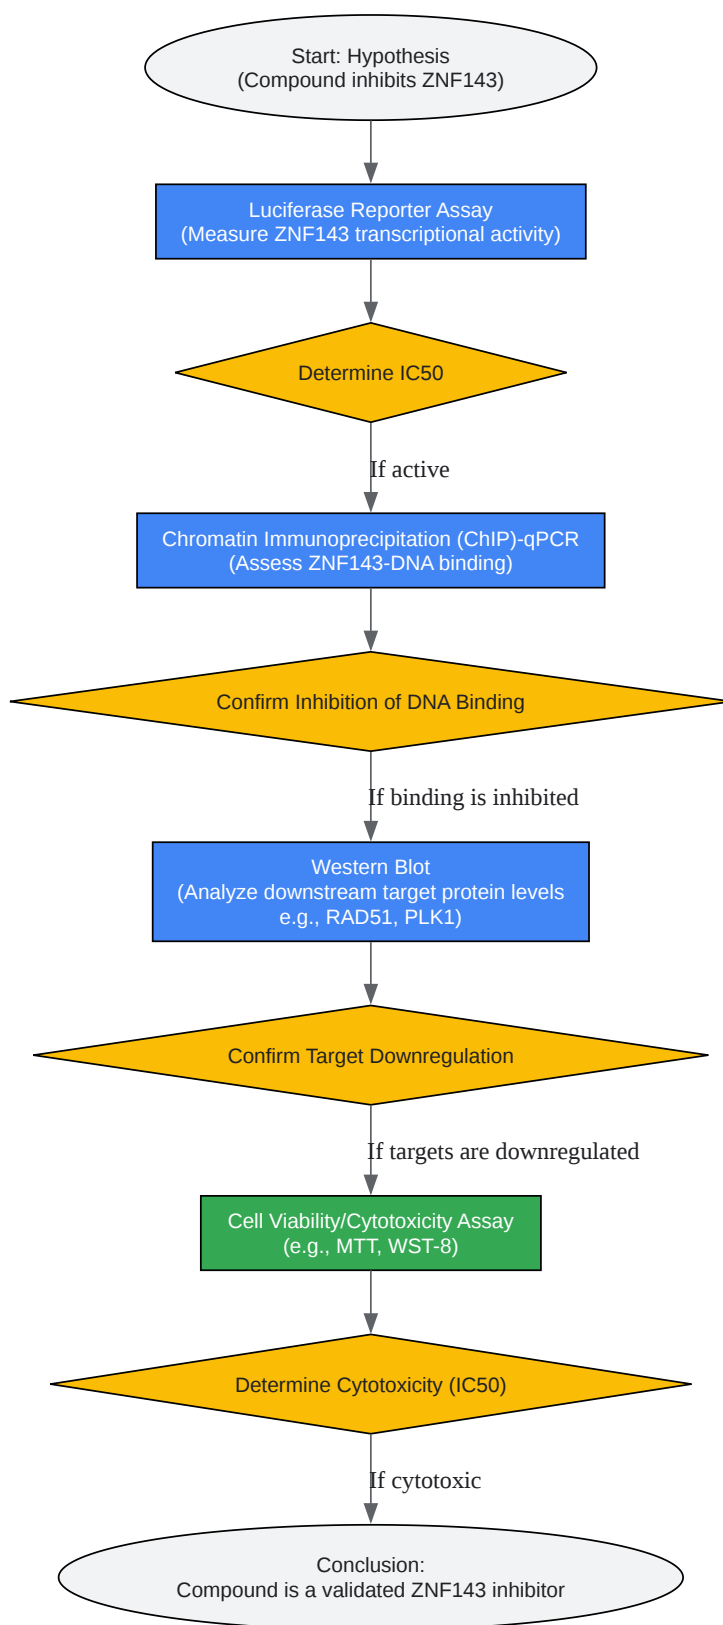 Start: Hypothesis
(Compound inhibits ZNF143)
Luciferase Reporter Assay
(Measure ZNF143 transcriptional activity)
Determine IC50
If active
Chromatin Immunoprecipitation (ChIP)-qPCR
(Assess ZNF143-DNA binding)
Confirm Inhibition of DNA Binding
If binding is inhibited
Western Blot
(Analyze downstream target protein levels
e.g., RAD51, PLK1)
Confirm Target Downregulation
If targets are downregulated
Cell Viability/Cytotoxicity Assay
(e.g., MTT, WST-8)
Determine Cytotoxicity (IC50)
If cytotoxic
Conclusion:
Compound is a validated ZNF143 inhibitor